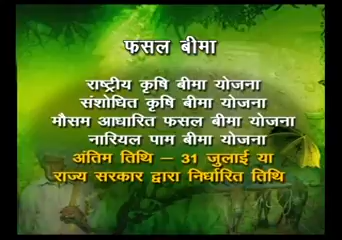 फसल बीमा
राष्ट्रीय कृषि बीमा योजना
संशोधित कृषि बीमा योजना
मौसम आधारित फसल बीमा योजना
नारियल पाम बीमा योजना
अंतिम तिथि – 31 जुलाई या
राज्य सरकार द्वारा निर्धारित तिथि